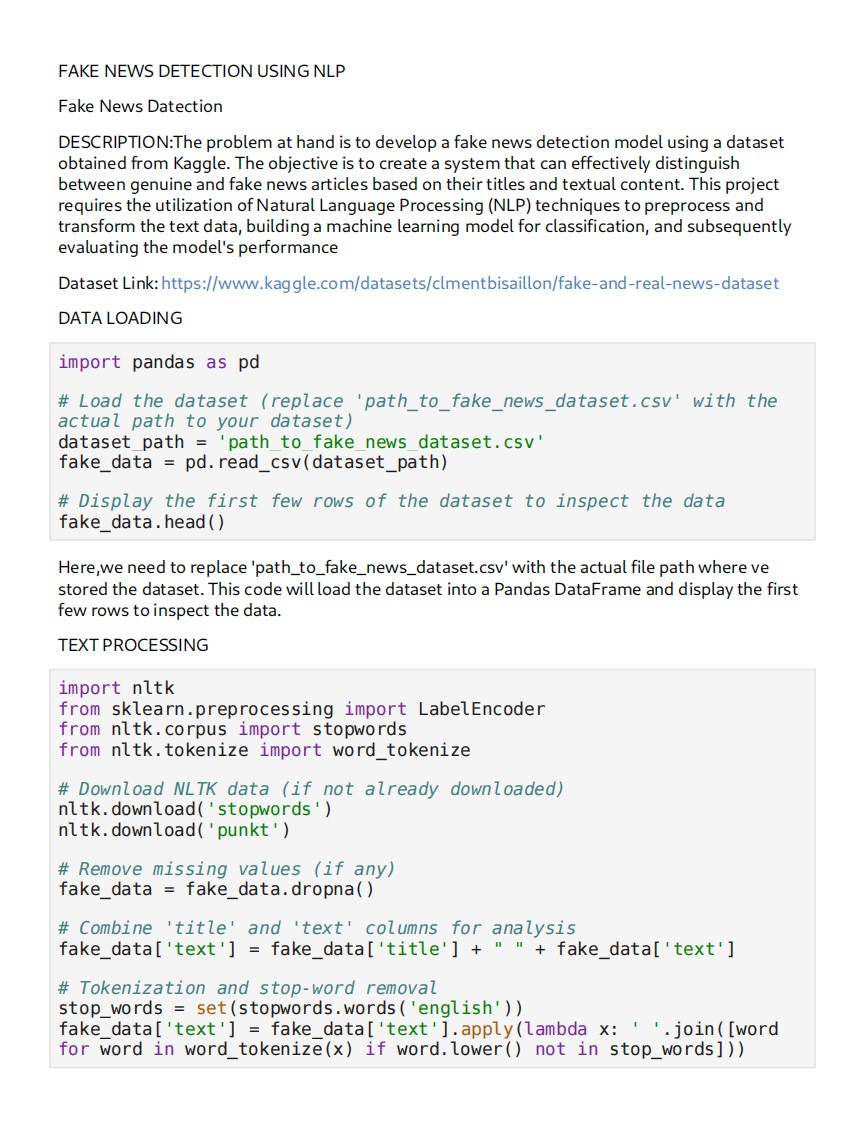 FAKE NEWS DETECTION USING NLP
Fake News Datection
DESCRIPTION:The problem at hand is to develop a fake news detection model using a dataset
obtained from Kaggle. The objective is to create a system that can effectively distinguish
between genuine and fake news articles based on their titles and textual content. This project
requires the utilization of Natural Language Processing (NLP) techniques to preprocess and
transform the text data, building a machine learning model for classification, and subsequently
evaluating the model's performance
Dataset Link: https://www.kaggle.com/datasets/clmentbisaillon/fake-and-real-news-dataset
DATA LOADING
import pandas as pd
# Load the dataset (replace 'path_to_fake_news_dataset.csv' with the
actual path to your dataset)
dataset_path = 'path_to_fake_news_dataset.csv'
fake_data = pd.read_csv(dataset_path)
# Display the first few rows of the dataset to inspect the data
fake_data.head()
Here,we need to replace 'path_to_fake_news_dataset.csv' with the actual file path where ve
stored the dataset. This code will load the dataset into a Pandas DataFrame and display the first
few rows to inspect the data.
TEXT PROCESSING
import nltk
from sklearn.preprocessing import LabelEncoder
from nltk.corpus import stopwords
from nltk.tokenize import word_tokenize
# Download NLTK data (if not already downloaded)
nltk.download('stopwords')
nltk.download('punkt')
# Remove missing values (if any)
fake_data = fake_data.dropna()
# Combine 'title' and 'text' columns for analysis
fake_data['text'] = fake_data['title'] + " " + fake_data['text']
# Tokenization and stop-word removal
stop_words = set(stopwords.words('english'))
fake_data['text'] = fake_data['text'].apply(lambda x: ' '.join([word
for word in word_tokenize(x) if word.lower() not in stop_words]))